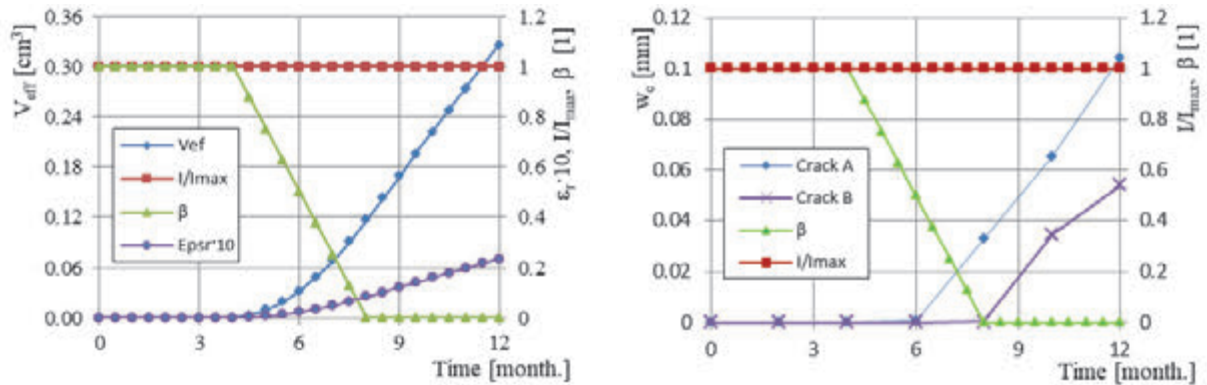 V_eff [cm³]
0.36
0.30
0.24
0.18
0.12
0.06
0.00
Vef
I/Imax
β
Epsr*10
1.2
1
0.8
0.6
0.4
0.2
0
ε_r·10, I/I_max, β [1]
0
3
6
9
12
Time [month.]
w_c [mm]
0.12
0.1
0.08
0.06
0.04
0.02
0
Crack A
Crack B
β
I/Imax
1.2
1
0.8
0.6
0.4
0.2
0
I/I_max, β [1]
0
3
6
9
12
Time [month.]